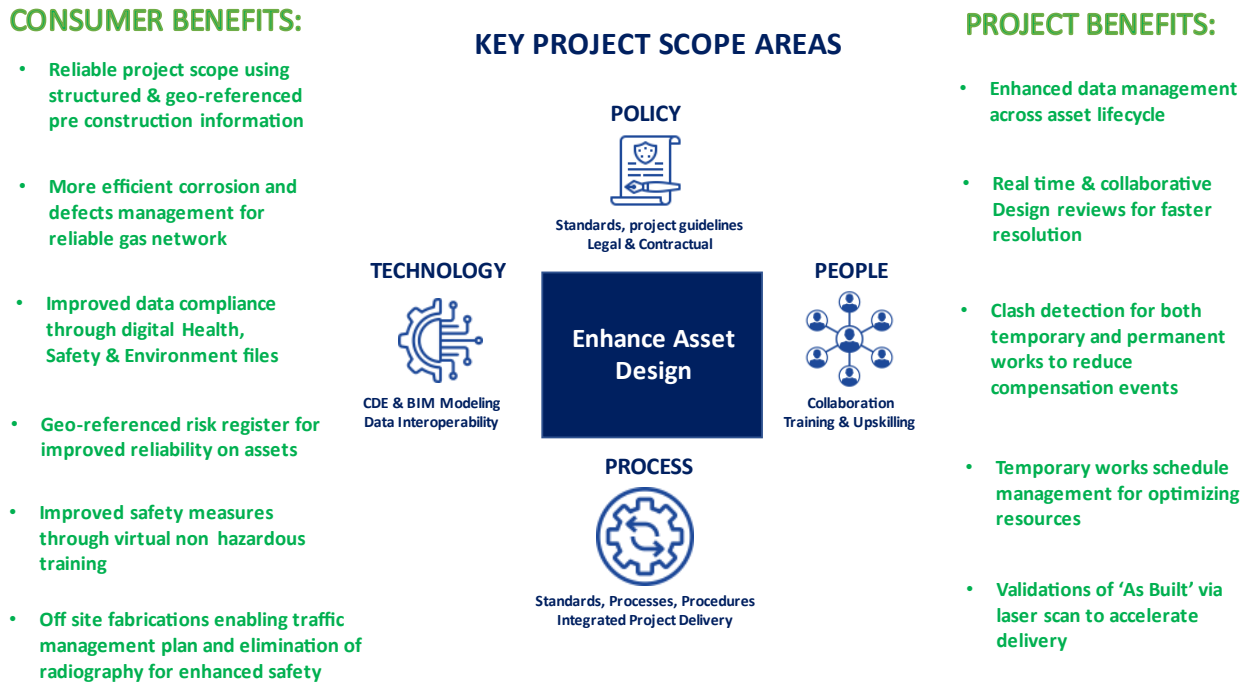 CONSUMER BENEFITS:
• Reliable project scope using
structured & geo-referenced
pre construction information
• More efficient corrosion and
defects management for
reliable gas network
• Improved data compliance
through digital Health,
Safety & Environment files
• Geo-referenced risk register for
improved reliability on assets
• Improved safety measures
through virtual non hazardous
training
• Off site fabrications enabling traffic
management plan and elimination of
radiography for enhanced safety
KEY PROJECT SCOPE AREAS
POLICY
Standards, project guidelines
Legal & Contractual
TECHNOLOGY
CDE & BIM Modeling
Data Interoperability
Enhance Asset
Design
PEOPLE
Collaboration
Training & Upskilling
PROCESS
Standards, Processes, Procedures
Integrated Project Delivery
PROJECT BENEFITS:
• Enhanced data management
across asset lifecycle
• Real time & collaborative
Design reviews for faster
resolution
• Clash detection for both
temporary and permanent
works to reduce
compensation events
• Temporary works schedule
management for optimizing
resources
• Validations of ‘As Built’ via
laser scan to accelerate
delivery